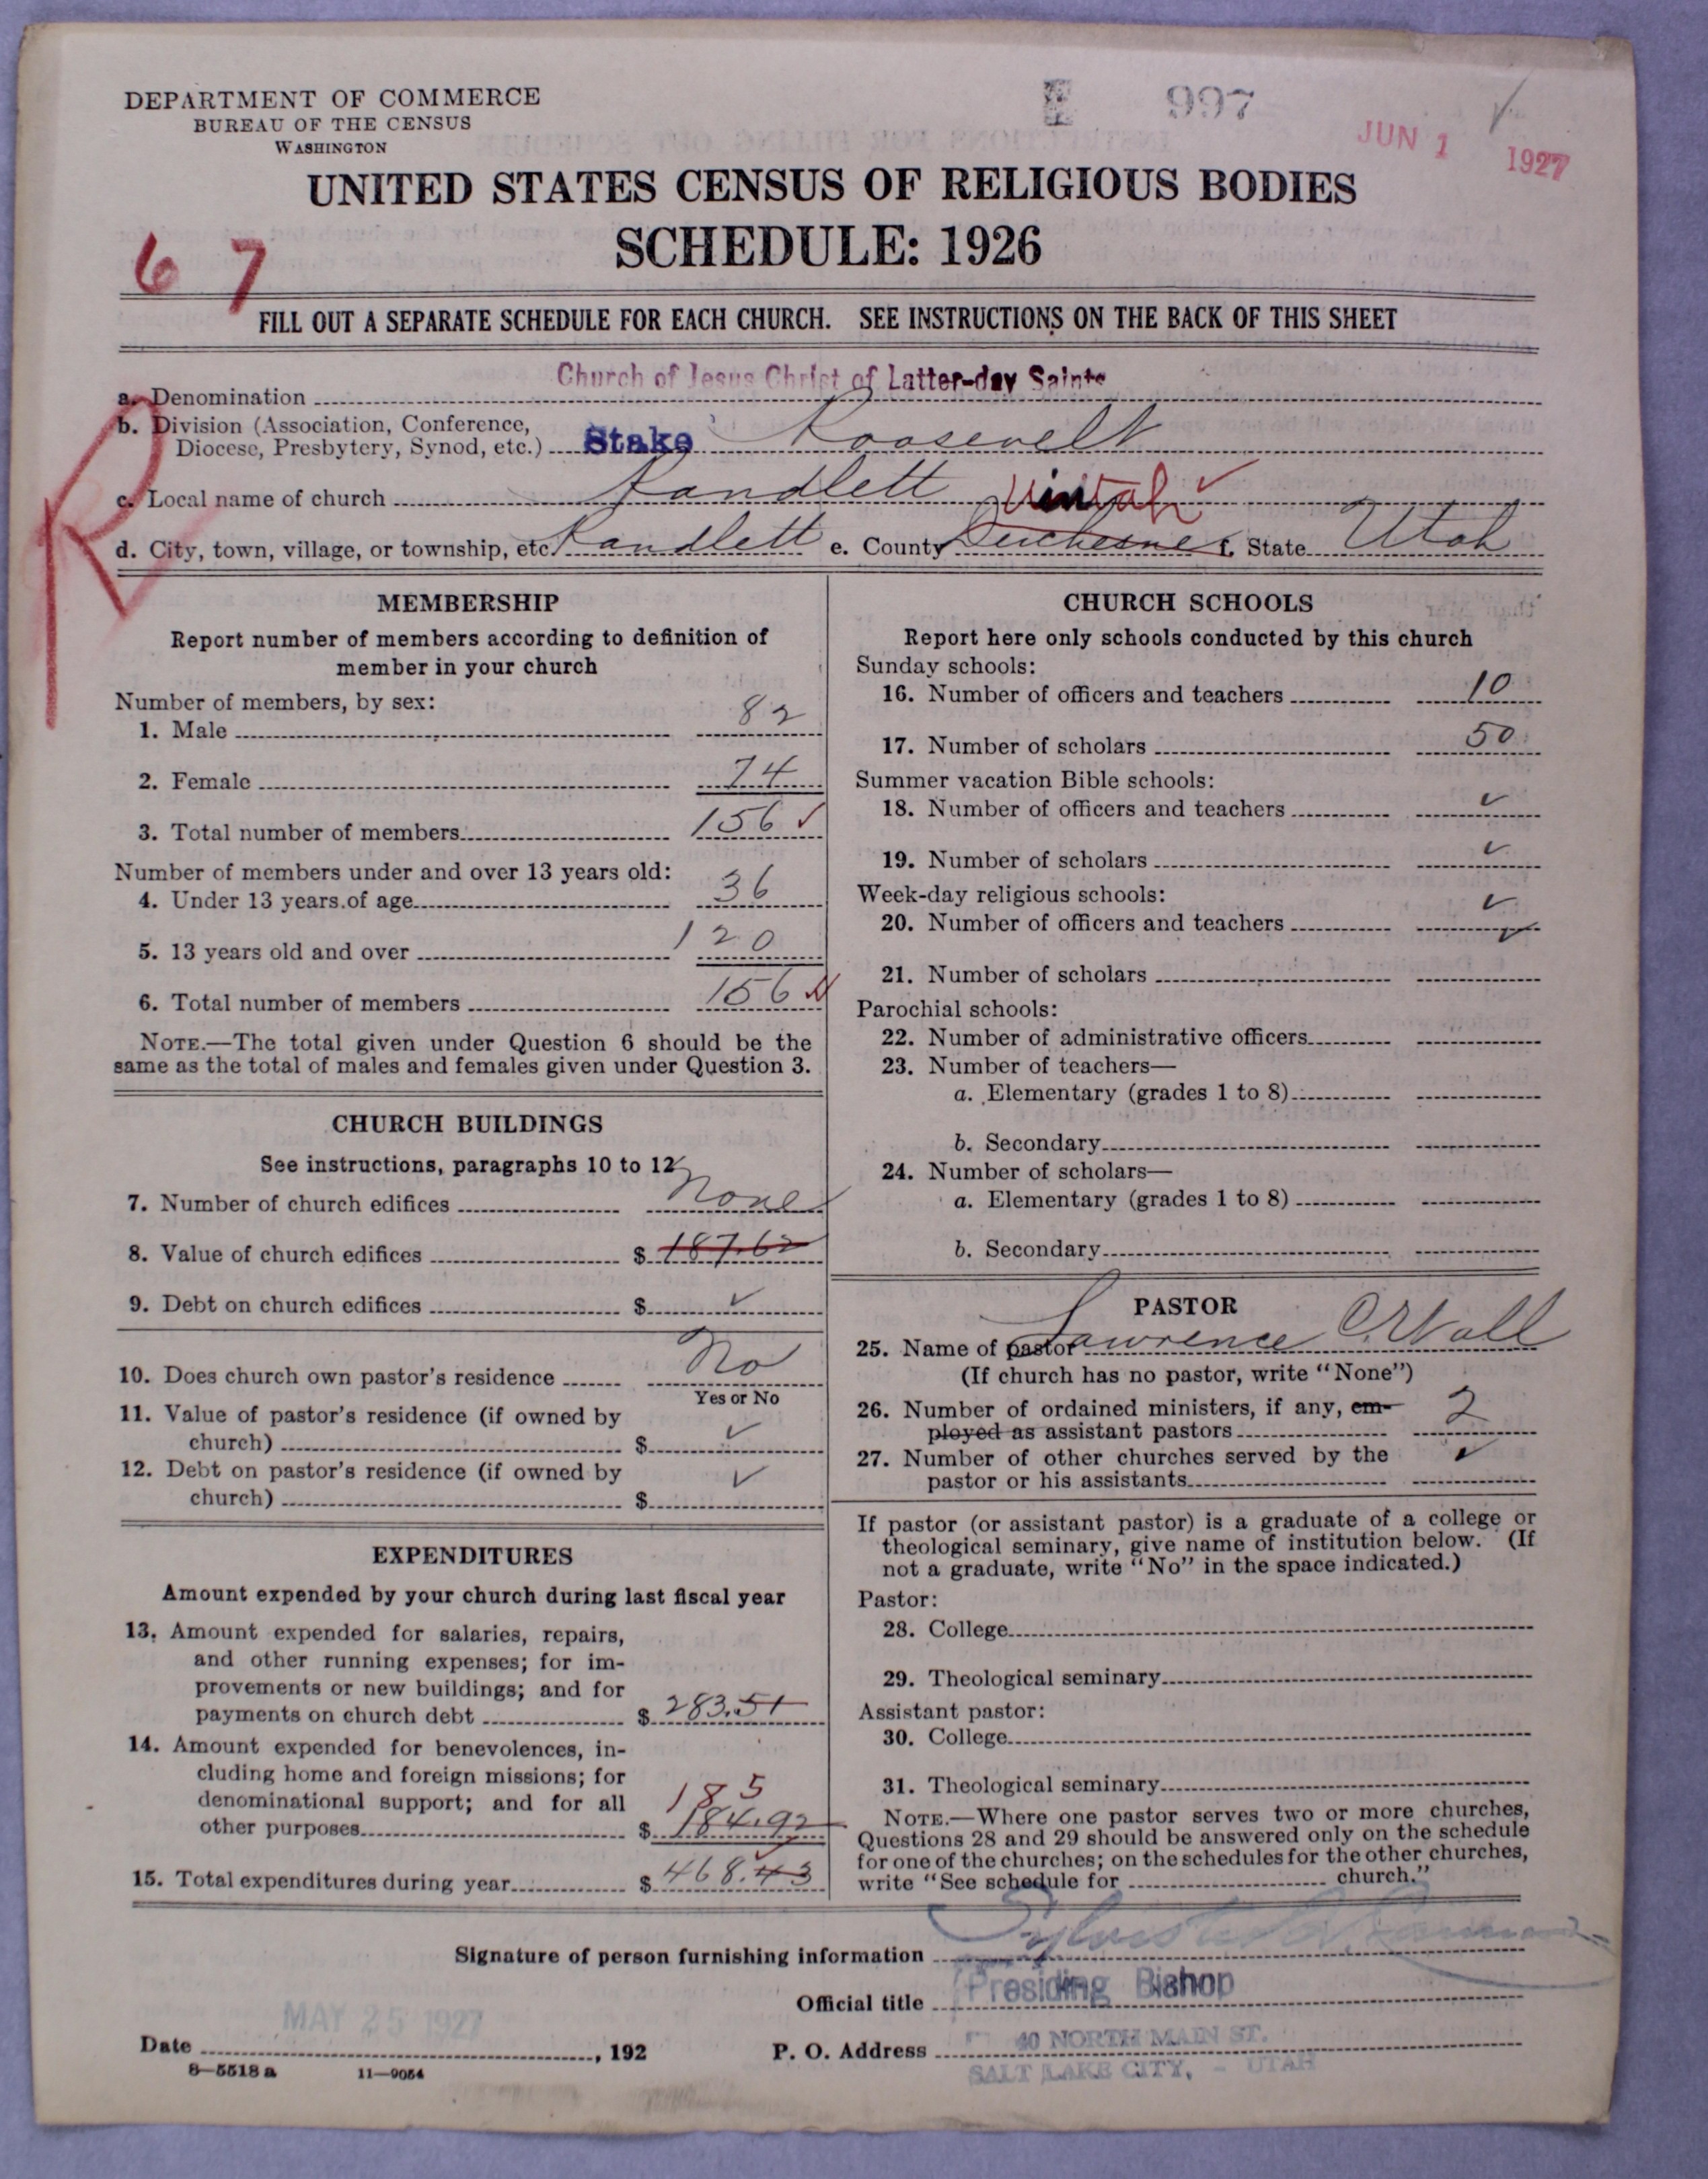 DEPARTMENT OF COMMERCE
BUREAU OF THE CENSUS
WASHINGTON
E 997
JUN 1 1927
UNITED STATES CENSUS OF RELIGIOUS BODIES
SCHEDULE: 1926
67
FILL OUT A SEPARATE SCHEDULE FOR EACH CHURCH. SEE INSTRUCTIONS ON THE BACK OF THIS SHEET
R
a. Denomination Church of Jesus Christ of Latter-day Saints
b. Division (Association, Conference,
Diocese, Presbytery, Synod, etc.) Stake Roosevelt
c. Local name of church Randlett Uintah ✓
d. City, town, village, or township, etc. Randlett e. County Duchesne f. State Utah
MEMBERSHIP
Report number of members according to definition of
member in your church
Number of members, by sex:
1. Male 82
2. Female 74
3. Total number of members 156 ✓
Number of members under and over 13 years old:
4. Under 13 years of age 36
5. 13 years old and over 120
6. Total number of members 156
NOTE.—The total given under Question 6 should be the
same as the total of males and females given under Question 3.
CHURCH BUILDINGS
See instructions, paragraphs 10 to 12
7. Number of church edifices None
8. Value of church edifices $ 187.62
9. Debt on church edifices $ ✓
10. Does church own pastor's residence No
Yes or No
11. Value of pastor's residence (if owned by
church) $ ✓
12. Debt on pastor's residence (if owned by
church) $ ✓
EXPENDITURES
Amount expended by your church during last fiscal year
13. Amount expended for salaries, repairs,
and other running expenses; for im-
provements or new buildings; and for
payments on church debt $ 283.51
14. Amount expended for benevolences, in-
cluding home and foreign missions; for
denominational support; and for all
185
other purposes $ 184.92
15. Total expenditures during year $ 468.43
CHURCH SCHOOLS
Report here only schools conducted by this church
Sunday schools:
16. Number of officers and teachers 10
17. Number of scholars 50
Summer vacation Bible schools:
18. Number of officers and teachers ✓
19. Number of scholars ✓
Week-day religious schools:
20. Number of officers and teachers ✓
21. Number of scholars ✓
Parochial schools:
22. Number of administrative officers
23. Number of teachers—
a. Elementary (grades 1 to 8)
b. Secondary
24. Number of scholars—
a. Elementary (grades 1 to 8)
b. Secondary
PASTOR
25. Name of pastor Lawrence C. Wall
(If church has no pastor, write "None")
26. Number of ordained ministers, if any, em-
ployed as assistant pastors 2
27. Number of other churches served by the
pastor or his assistants ✓
If pastor (or assistant pastor) is a graduate of a college or
theological seminary, give name of institution below. (If
not a graduate, write "No" in the space indicated.)
Pastor:
28. College
29. Theological seminary
Assistant pastor:
30. College
31. Theological seminary
NOTE.—Where one pastor serves two or more churches,
Questions 28 and 29 should be answered only on the schedule
for one of the churches; on the schedules for the other churches,
write "See schedule for church."
Signature of person furnishing information Sylvester Q. Cannon
Official title Presiding Bishop
Date MAY 25 1927, 192
P. O. Address 40 NORTH MAIN ST.
SALT LAKE CITY, - UTAH
8—5518 a 11—9054